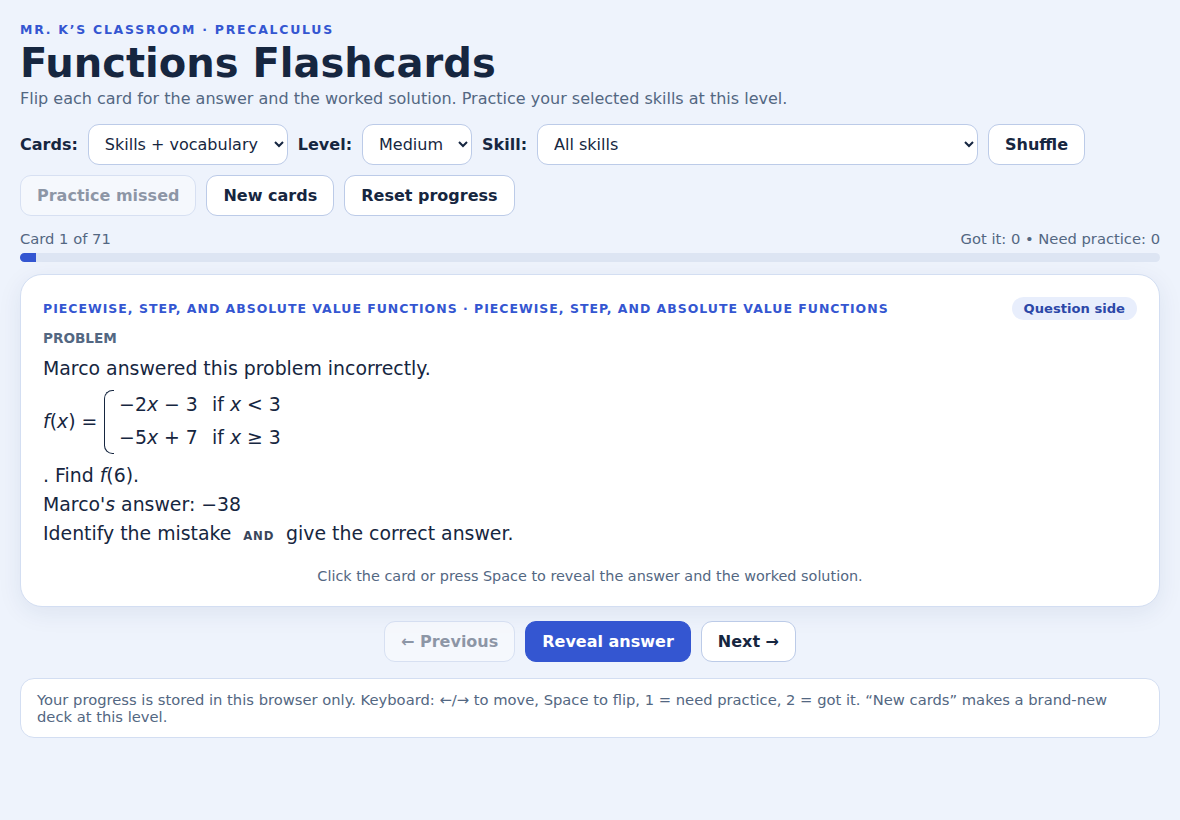 MR. K’S CLASSROOM · PRECALCULUS
Functions Flashcards
Flip each card for the answer and the worked solution. Practice your selected skills at this level.
Cards: Skills + vocabulary Level: Medium Skill: All skills Shuffle
Practice missed New cards Reset progress
Card 1 of 71 Got it: 0 • Need practice: 0
PIECEWISE, STEP, AND ABSOLUTE VALUE FUNCTIONS · PIECEWISE, STEP, AND ABSOLUTE VALUE FUNCTIONS Question side
PROBLEM
Marco answered this problem incorrectly.
f(x) =
−2x − 3 if x < 3
−5x + 7 if x ≥ 3
. Find f(6).
Marco's answer: −38
Identify the mistake AND give the correct answer.
Click the card or press Space to reveal the answer and the worked solution.
← Previous Reveal answer Next →
Your progress is stored in this browser only. Keyboard: ←/→ to move, Space to flip, 1 = need practice, 2 = got it. “New cards” makes a brand-new
deck at this level.